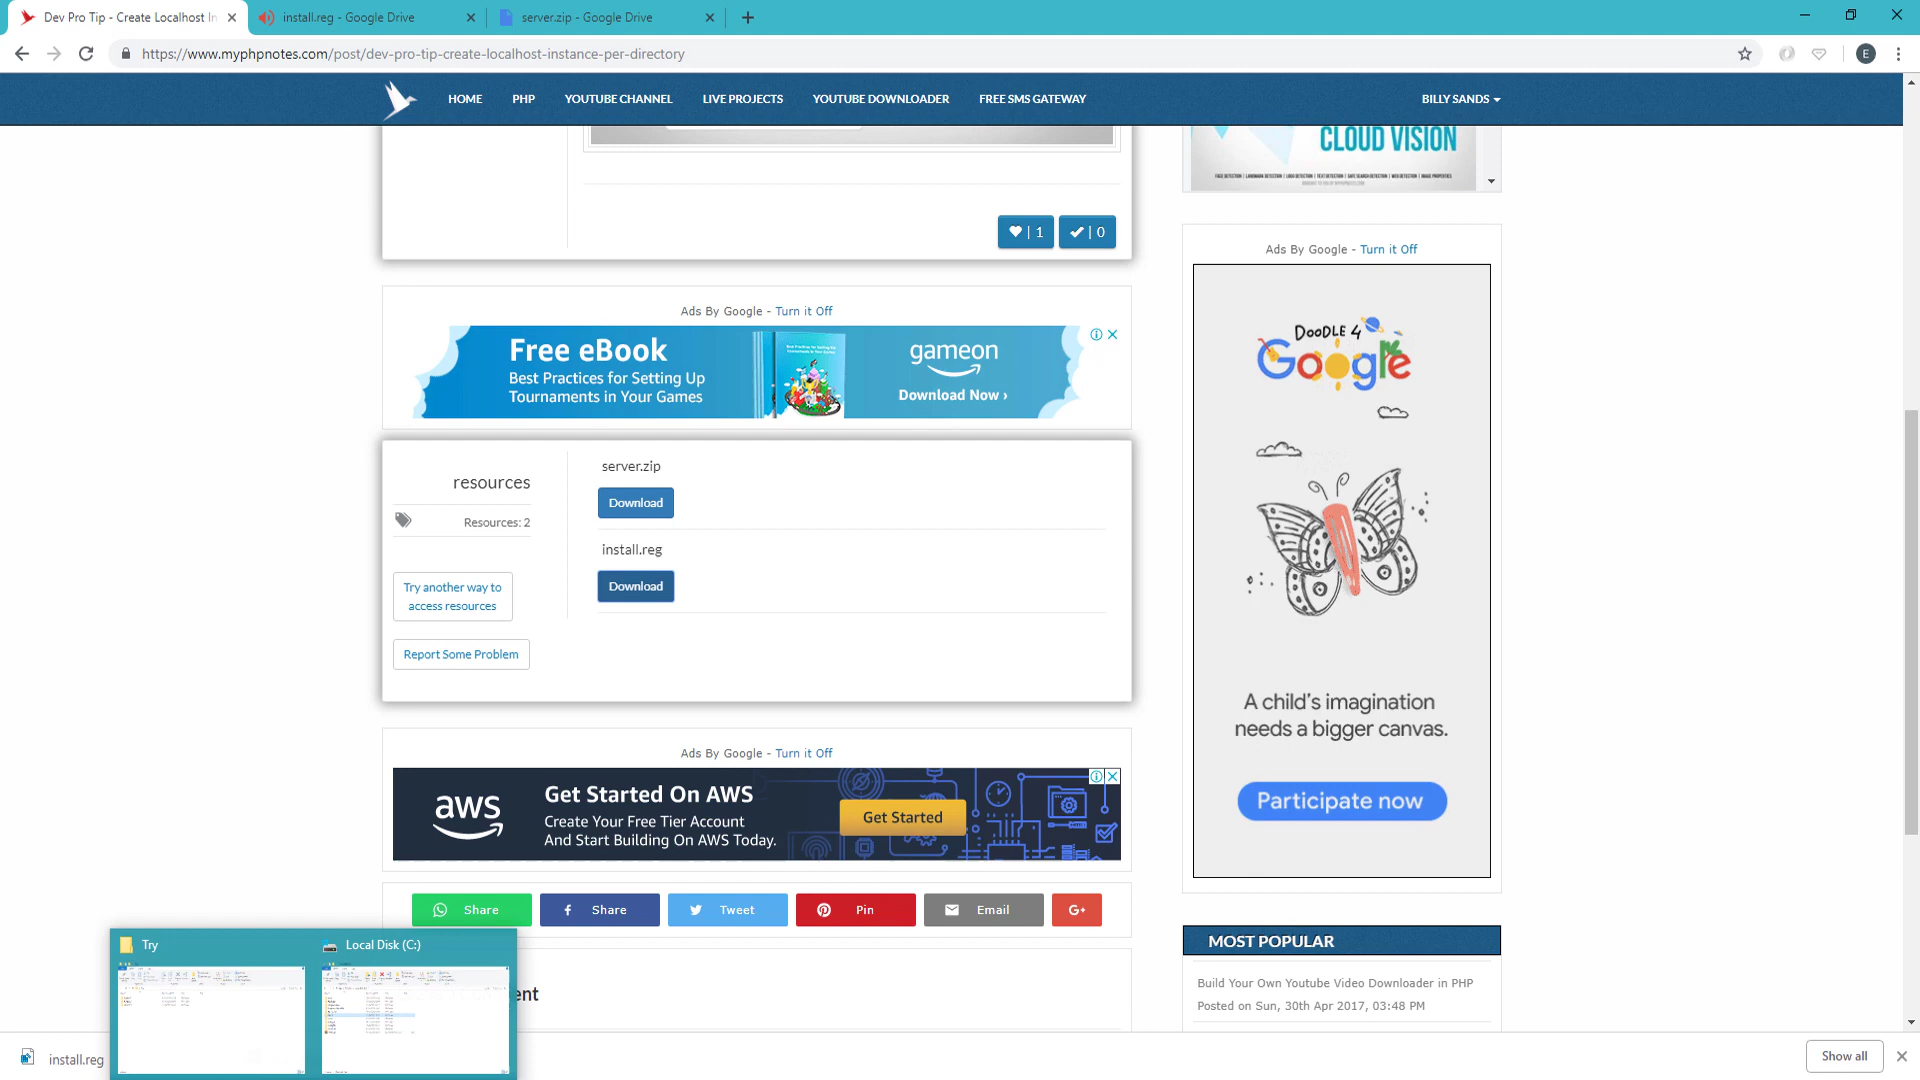 Dev Pro Tip - Create Localhost In
install.reg - Google Drive
server.zip - Google Drive
https://www.myphpnotes.com/post/dev-pro-tip-create-localhost-instance-per-directory
E
HOME
PHP
YOUTUBE CHANNEL
LIVE PROJECTS
YOUTUBE DOWNLOADER
FREE SMS GATEWAY
BILLY SANDS
CLOUD VISION
| 1
| 0
Ads By Google - Turn it Off
Free eBook
Best Practices for Setting Up
Tournaments in Your Games
gameon
Download Now ›
resources
Resources: 2
Try another way to
access resources
Report Some Problem
server.zip
Download
install.reg
Download
Ads By Google - Turn it Off
aws
Get Started On AWS
Create Your Free Tier Account
And Start Building On AWS Today.
Get Started
Share
Share
Tweet
Pin
Email
G+
ent
Ads By Google - Turn it Off
DOODLE 4
Google
A child's imagination
needs a bigger canvas.
Participate now
MOST POPULAR
Build Your Own Youtube Video Downloader in PHP
Posted on Sun, 30th Apr 2017, 03:48 PM
Try
Local Disk (C:)
install.reg
Show all